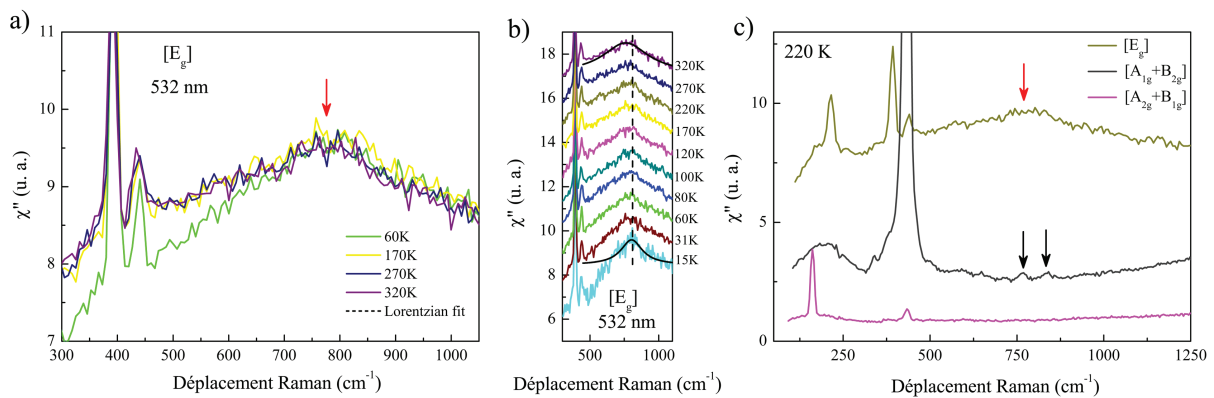 a)
11
10
9
8
7
χ" (u. a.)
[Eg]
532 nm
60K
170K
270K
320K
Lorentzian fit
300 400 500 600 700 800 900 1000
Déplacement Raman (cm-1)
b)
18
16
14
12
10
8
6
χ" (u. a.)
320K
270K
220K
170K
120K
100K
80K
60K
31K
15K
[Eg]
532 nm
500 1000
Déplacement Raman (cm-1)
c)
220 K
[Eg]
[A1g+B2g]
[A2g+B1g]
10
5
0
χ" (u. a.)
250 500 750 1000 1250
Déplacement Raman (cm-1)